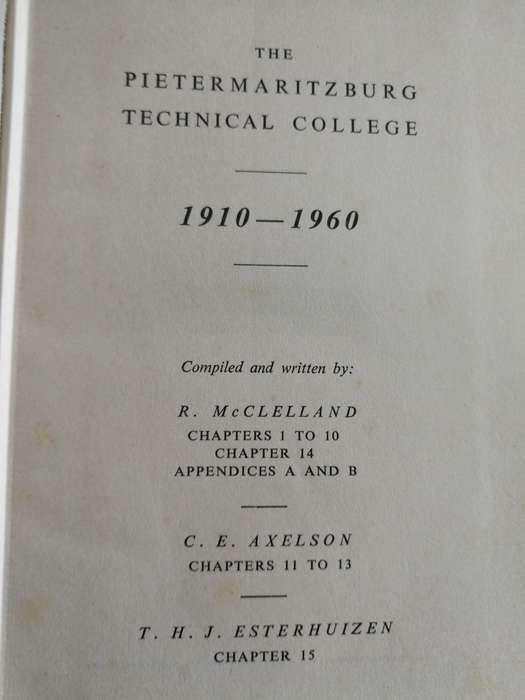 THE
PIETERMARITZBURG
TECHNICAL COLLEGE
1910—1960
Compiled and written by:
R. McCLELLAND
CHAPTERS 1 TO 10
CHAPTER 14
APPENDICES A AND B
C. E. AXELSON
CHAPTERS 11 TO 13
T. H. J. ESTERHUIZEN
CHAPTER 15